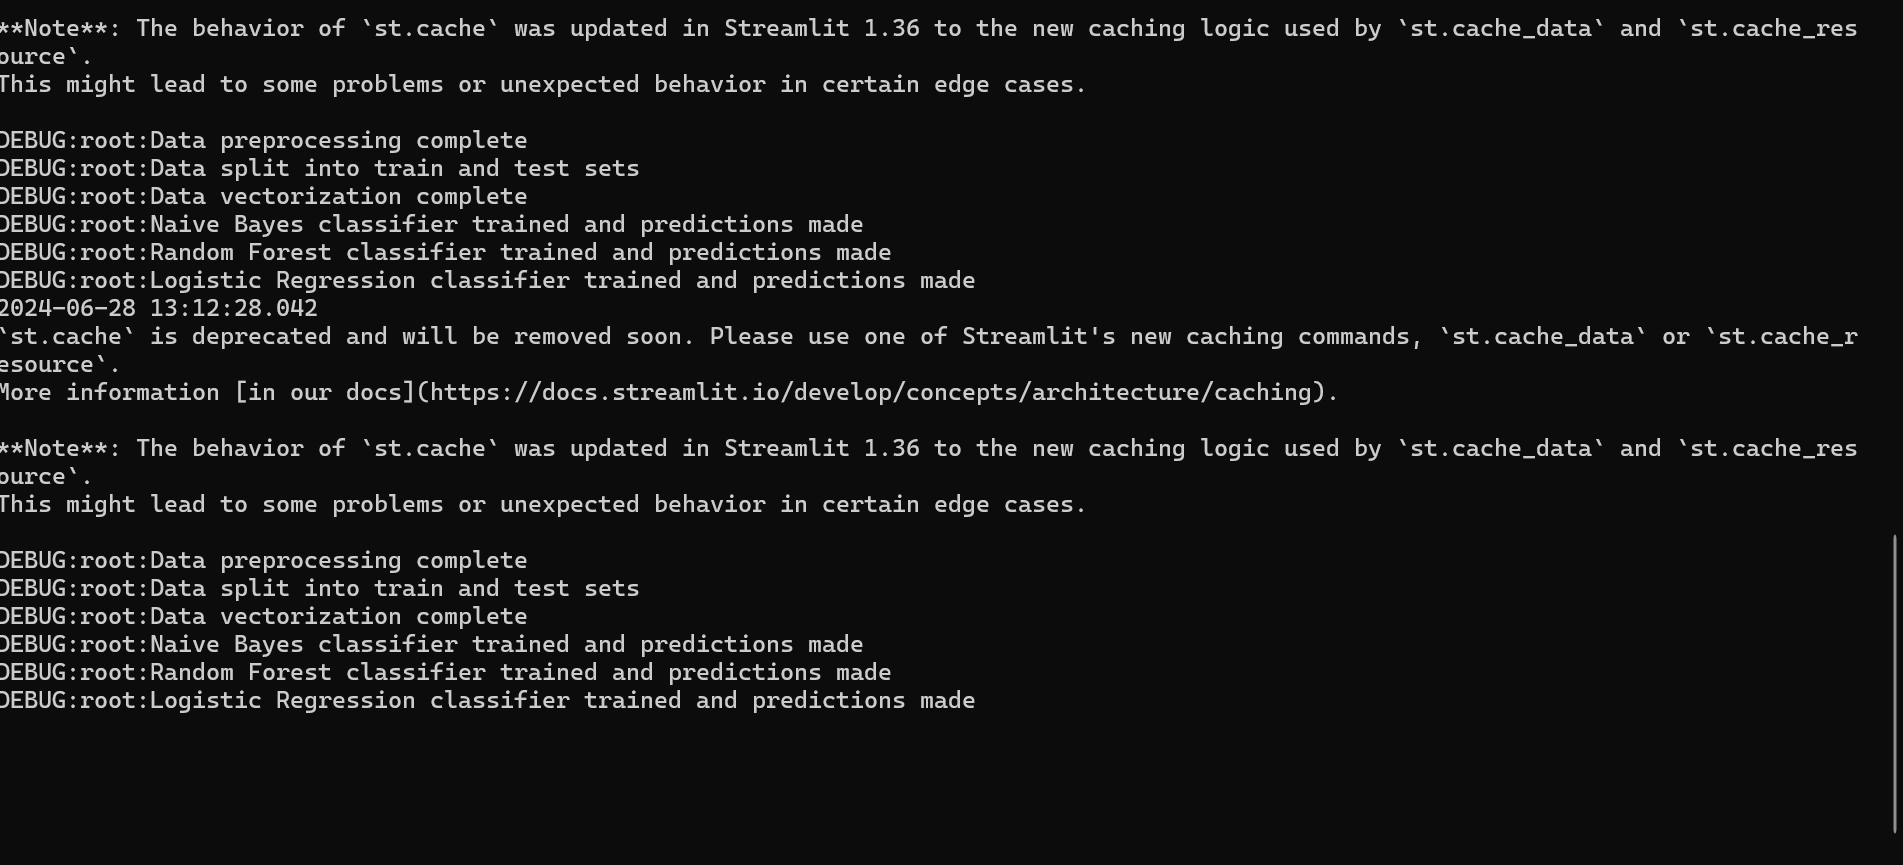 **Note**: The behavior of `st.cache` was updated in Streamlit 1.36 to the new caching logic used by `st.cache_data` and `st.cache_res
ource`.
This might lead to some problems or unexpected behavior in certain edge cases.
DEBUG:root:Data preprocessing complete
DEBUG:root:Data split into train and test sets
DEBUG:root:Data vectorization complete
DEBUG:root:Naive Bayes classifier trained and predictions made
DEBUG:root:Random Forest classifier trained and predictions made
DEBUG:root:Logistic Regression classifier trained and predictions made
2024-06-28 13:12:28.042
`st.cache` is deprecated and will be removed soon. Please use one of Streamlit's new caching commands, `st.cache_data` or `st.cache_r
esource`.
More information [in our docs](https://docs.streamlit.io/develop/concepts/architecture/caching).
**Note**: The behavior of `st.cache` was updated in Streamlit 1.36 to the new caching logic used by `st.cache_data` and `st.cache_res
ource`.
This might lead to some problems or unexpected behavior in certain edge cases.
DEBUG:root:Data preprocessing complete
DEBUG:root:Data split into train and test sets
DEBUG:root:Data vectorization complete
DEBUG:root:Naive Bayes classifier trained and predictions made
DEBUG:root:Random Forest classifier trained and predictions made
DEBUG:root:Logistic Regression classifier trained and predictions made